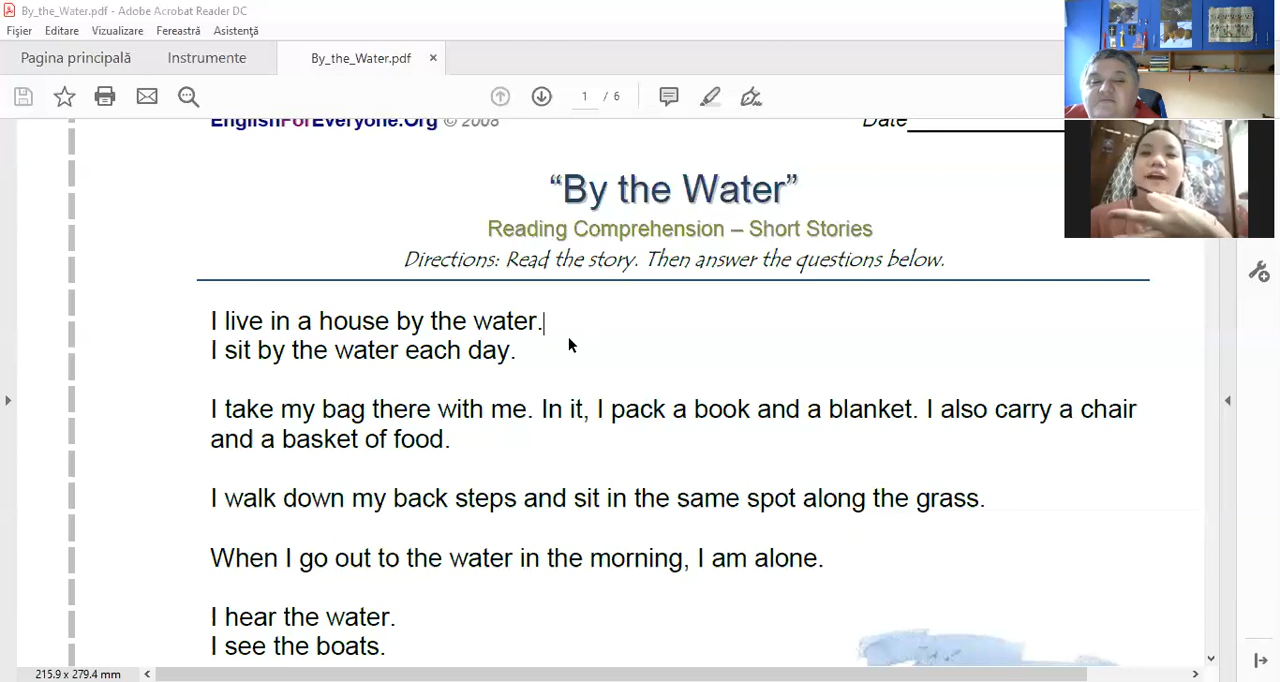 By_the_Water.pdf - Adobe Acrobat Reader DC
Fișier Editare Vizualizare Fereastră Asistență
Pagina principală Instrumente By_the_Water.pdf ×
1 / 6
EnglishForEveryone.Org © 2008 Date
“By the Water”
Reading Comprehension – Short Stories
Directions: Read the story. Then answer the questions below.
I live in a house by the water.
I sit by the water each day.
I take my bag there with me. In it, I pack a book and a blanket. I also carry a chair
and a basket of food.
I walk down my back steps and sit in the same spot along the grass.
When I go out to the water in the morning, I am alone.
I hear the water.
I see the boats.
215.9 x 279.4 mm